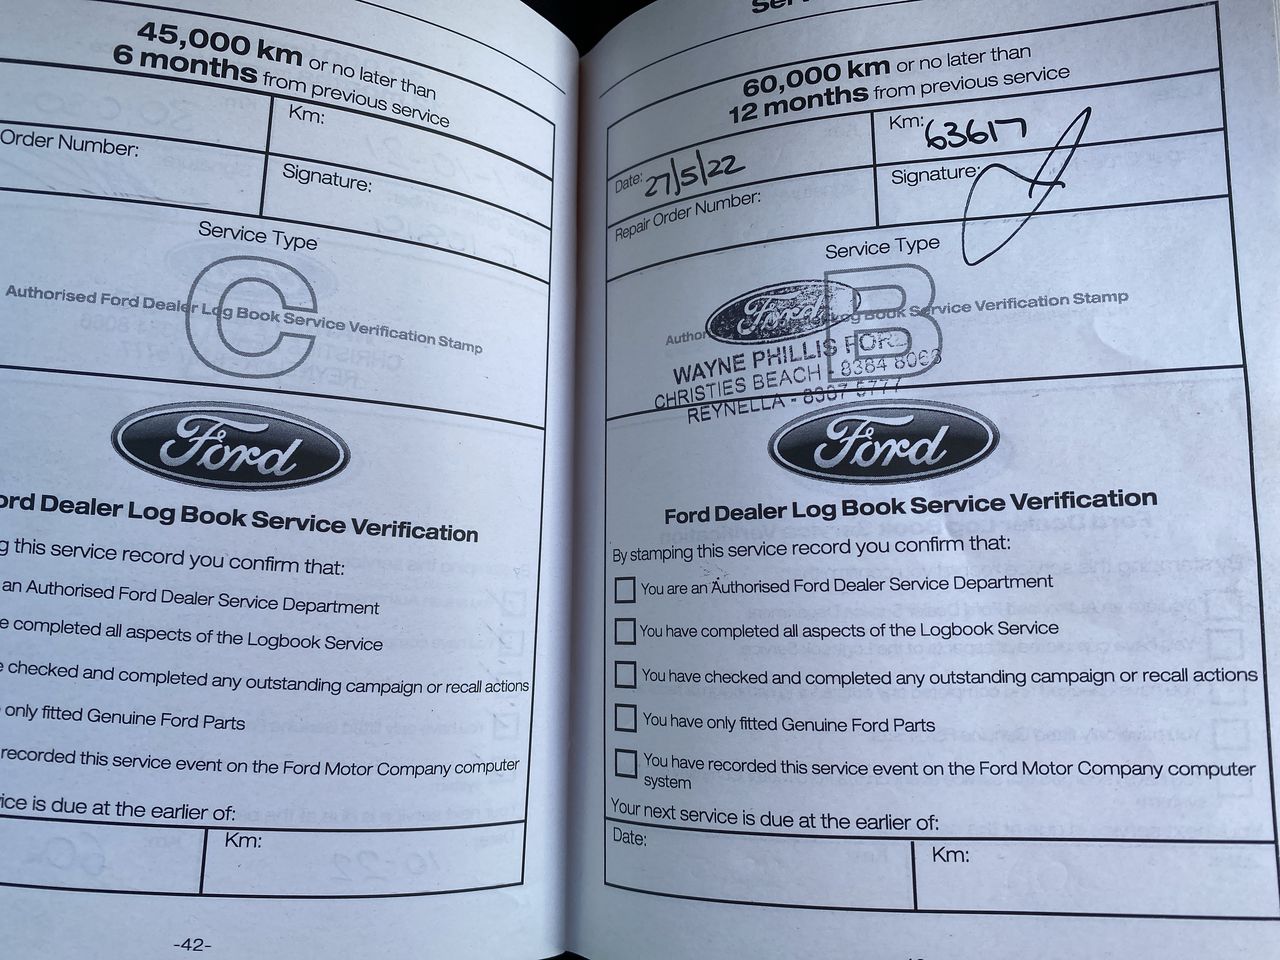 45,000 km or no later than
6 months from previous service
Km:
Order Number:
Signature:
Service Type
C
Authorised Ford Dealer Log Book Service Verification Stamp
Ford
Ford Dealer Log Book Service Verification
this service record you confirm that:
an Authorised Ford Dealer Service Department
completed all aspects of the Logbook Service
checked and completed any outstanding campaign or recall actions
only fitted Genuine Ford Parts
recorded this service event on the Ford Motor Company computer
is due at the earlier of:
Km:
-42-
60,000 km or no later than
12 months from previous service
Date: 27/5/22
Km: 63617
Repair Order Number:
Signature:
Service Type
B
Log Book Service Verification Stamp
Ford
WAYNE PHILLIS FORD
CHRISTIES BEACH - 8384 8063
REYNELLA - 8387 5777
Ford
Ford Dealer Log Book Service Verification
By stamping this service record you confirm that:
You are an Authorised Ford Dealer Service Department
You have completed all aspects of the Logbook Service
You have checked and completed any outstanding campaign or recall actions
You have only fitted Genuine Ford Parts
You have recorded this service event on the Ford Motor Company computer
system
Your next service is due at the earlier of:
Date:
Km: